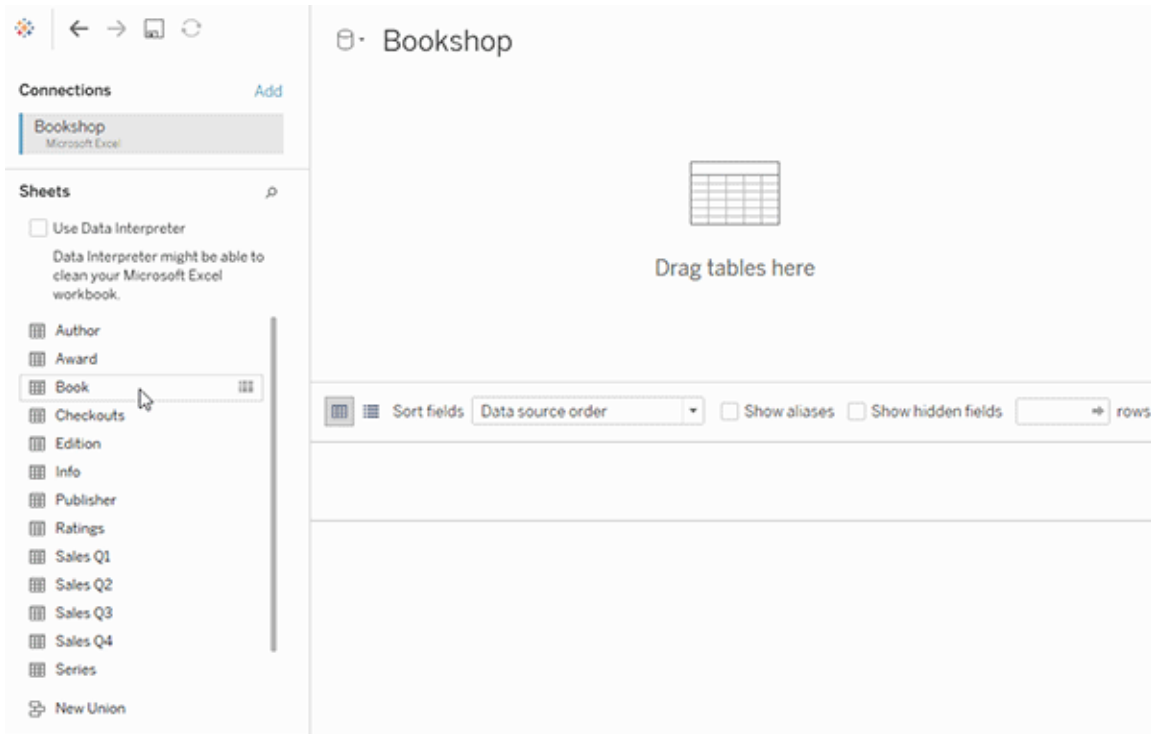 Connections Add
Bookshop
Microsoft Excel
Sheets
Use Data Interpreter
Data Interpreter might be able to
clean your Microsoft Excel
workbook.
Author
Award
Book
Checkouts
Edition
Info
Publisher
Ratings
Sales Q1
Sales Q2
Sales Q3
Sales Q4
Series
New Union
Bookshop
Drag tables here
Sort fields Data source order Show aliases Show hidden fields rows